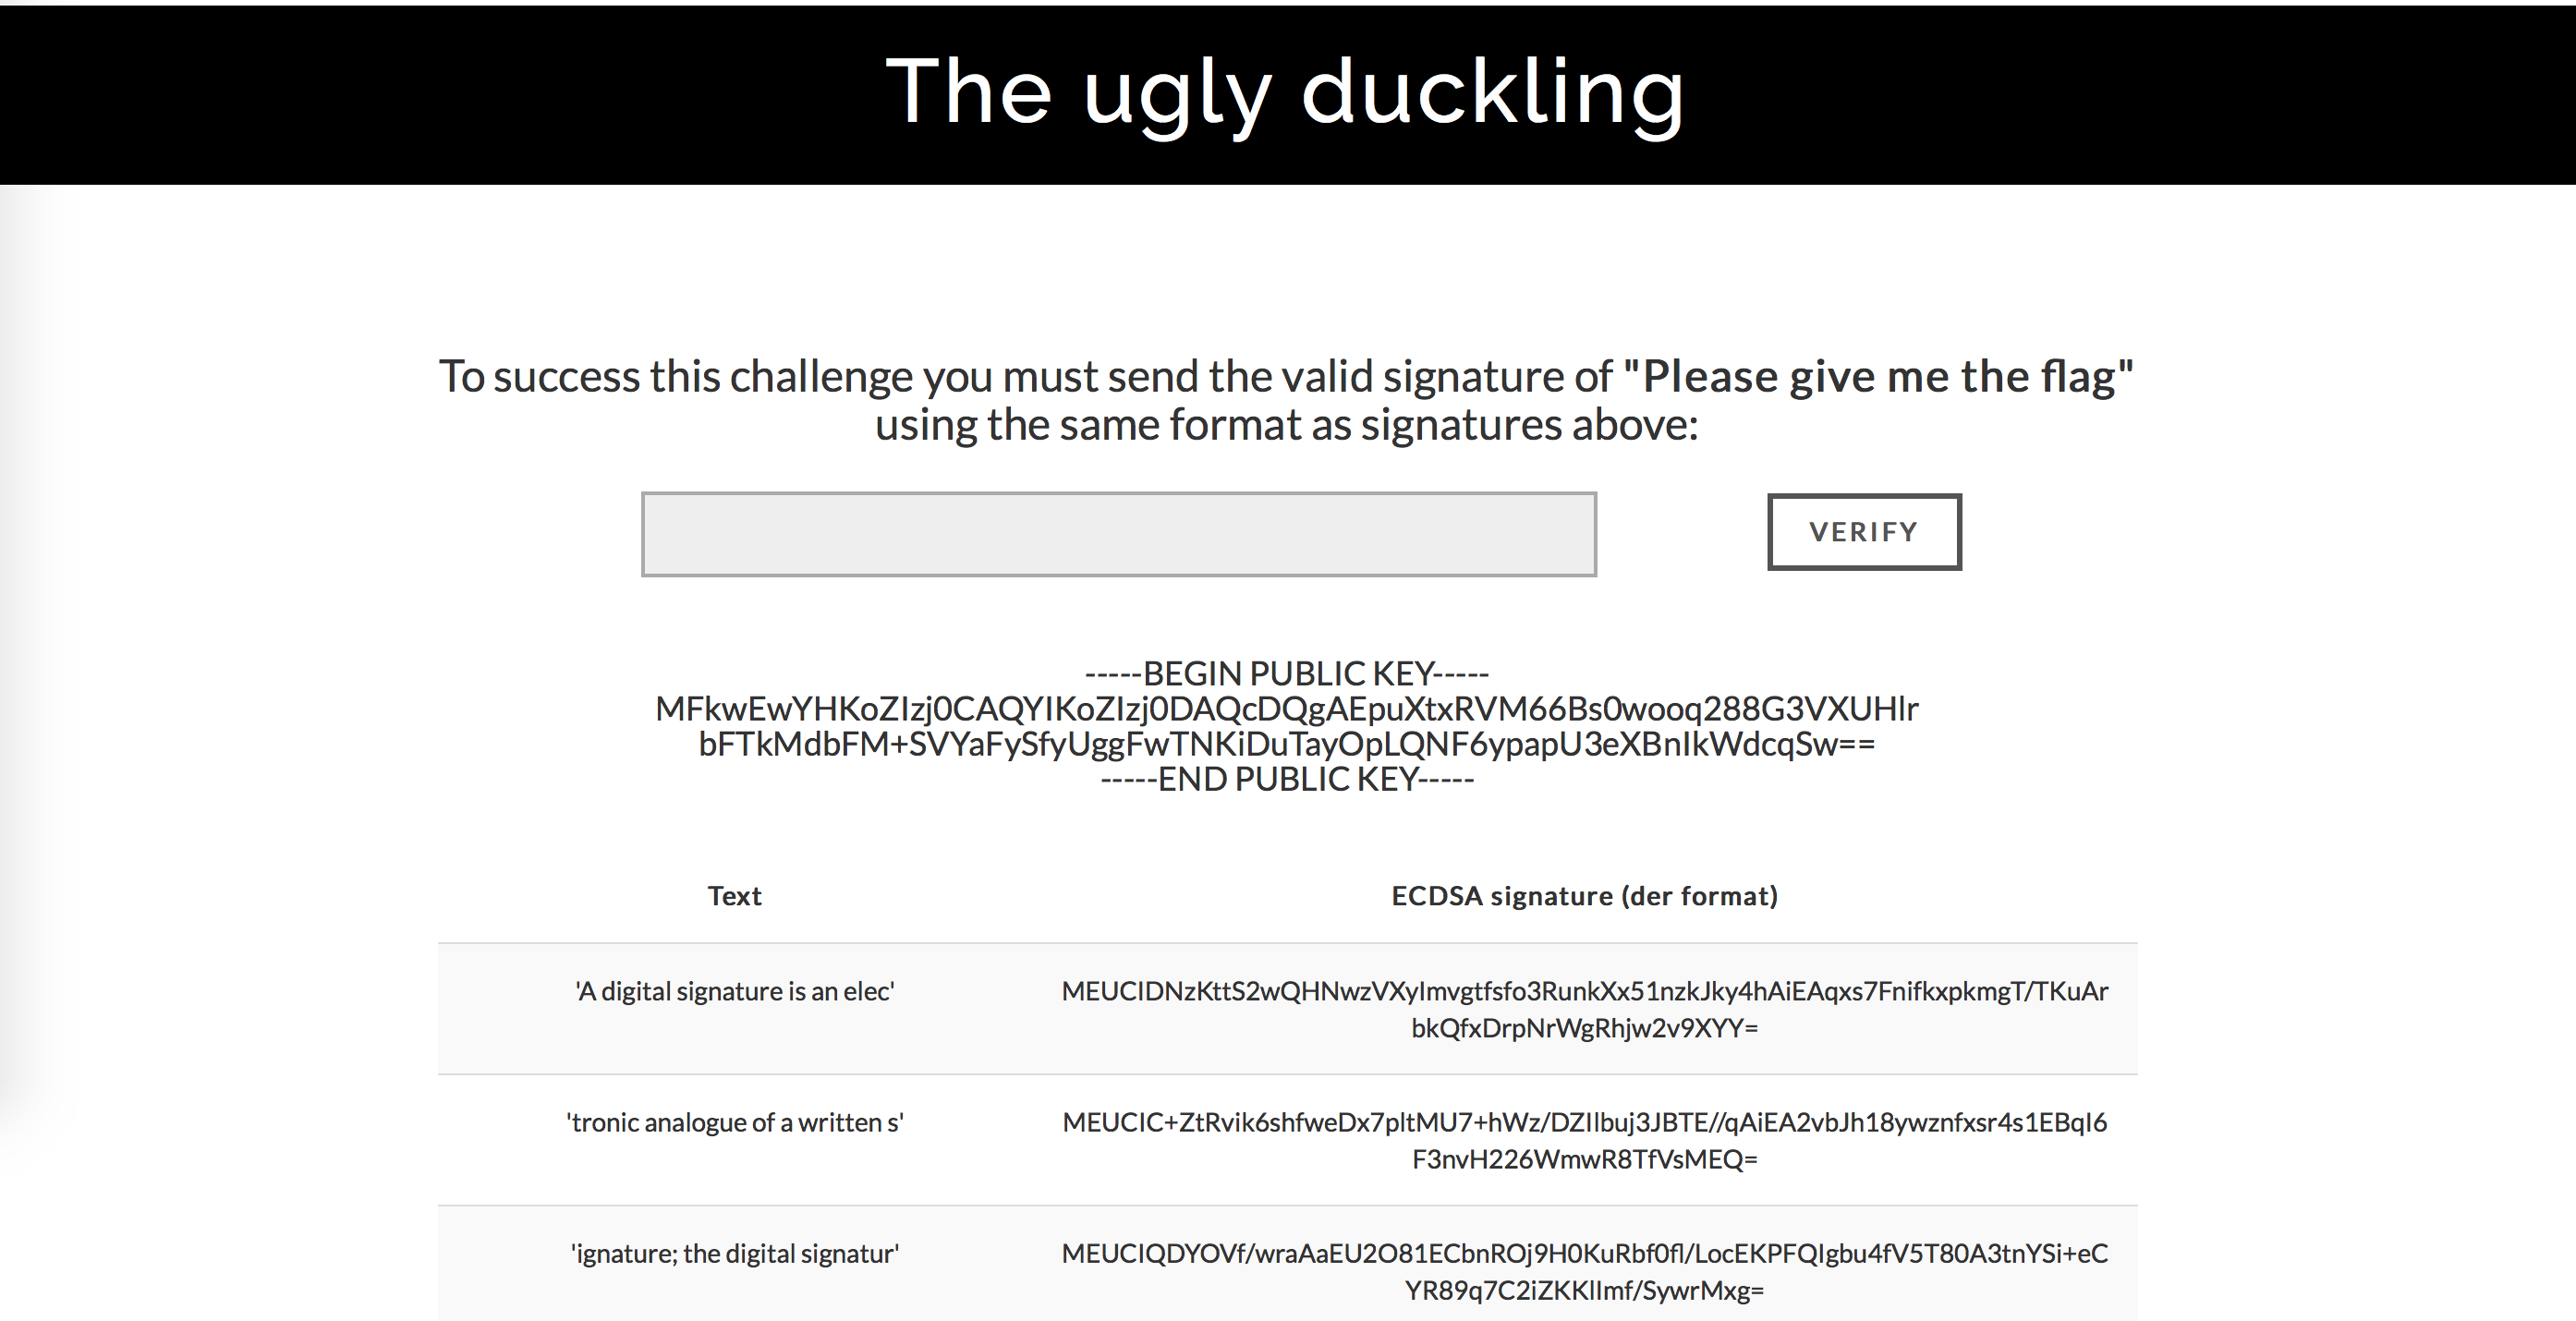 The ugly duckling
To success this challenge you must send the valid signature of "Please give me the flag"
using the same format as signatures above:
VERIFY
-----BEGIN PUBLIC KEY-----
MFkwEwYHKoZIzj0CAQYIKoZIzj0DAQcDQgAEpuXtxRVM66Bs0wooq288G3VXUHlr
bFTkMdbFM+SVYaFySfyUggFwTNKiDuTayOpLQNF6ypapU3eXBnIkWdcqSw==
-----END PUBLIC KEY-----
Text ECDSA signature (der format)
'A digital signature is an elec' MEUCIDNzKttS2wQHNwzVXyImvgtfsfo3RunkXx51nzkJky4hAiEAqxs7FnifkxpkmgT/TKuAr
bkQfxDrpNrWgRhjw2v9XYY=
'tronic analogue of a written s' MEUCIC+ZtRvik6shfweDx7pltMU7+hWz/DZIlbuj3JBTE//qAiEA2vbJh18ywznfxsr4s1EBqI6
F3nvH226WmwR8TfVsMEQ=
'ignature; the digital signatur' MEUCIQDYOVf/wraAaEU2O81ECbnROj9H0KuRbf0fl/LocEKPFQIgbu4fV5T80A3tnYSi+eC
YR89q7C2iZKKlImf/SywrMxg=